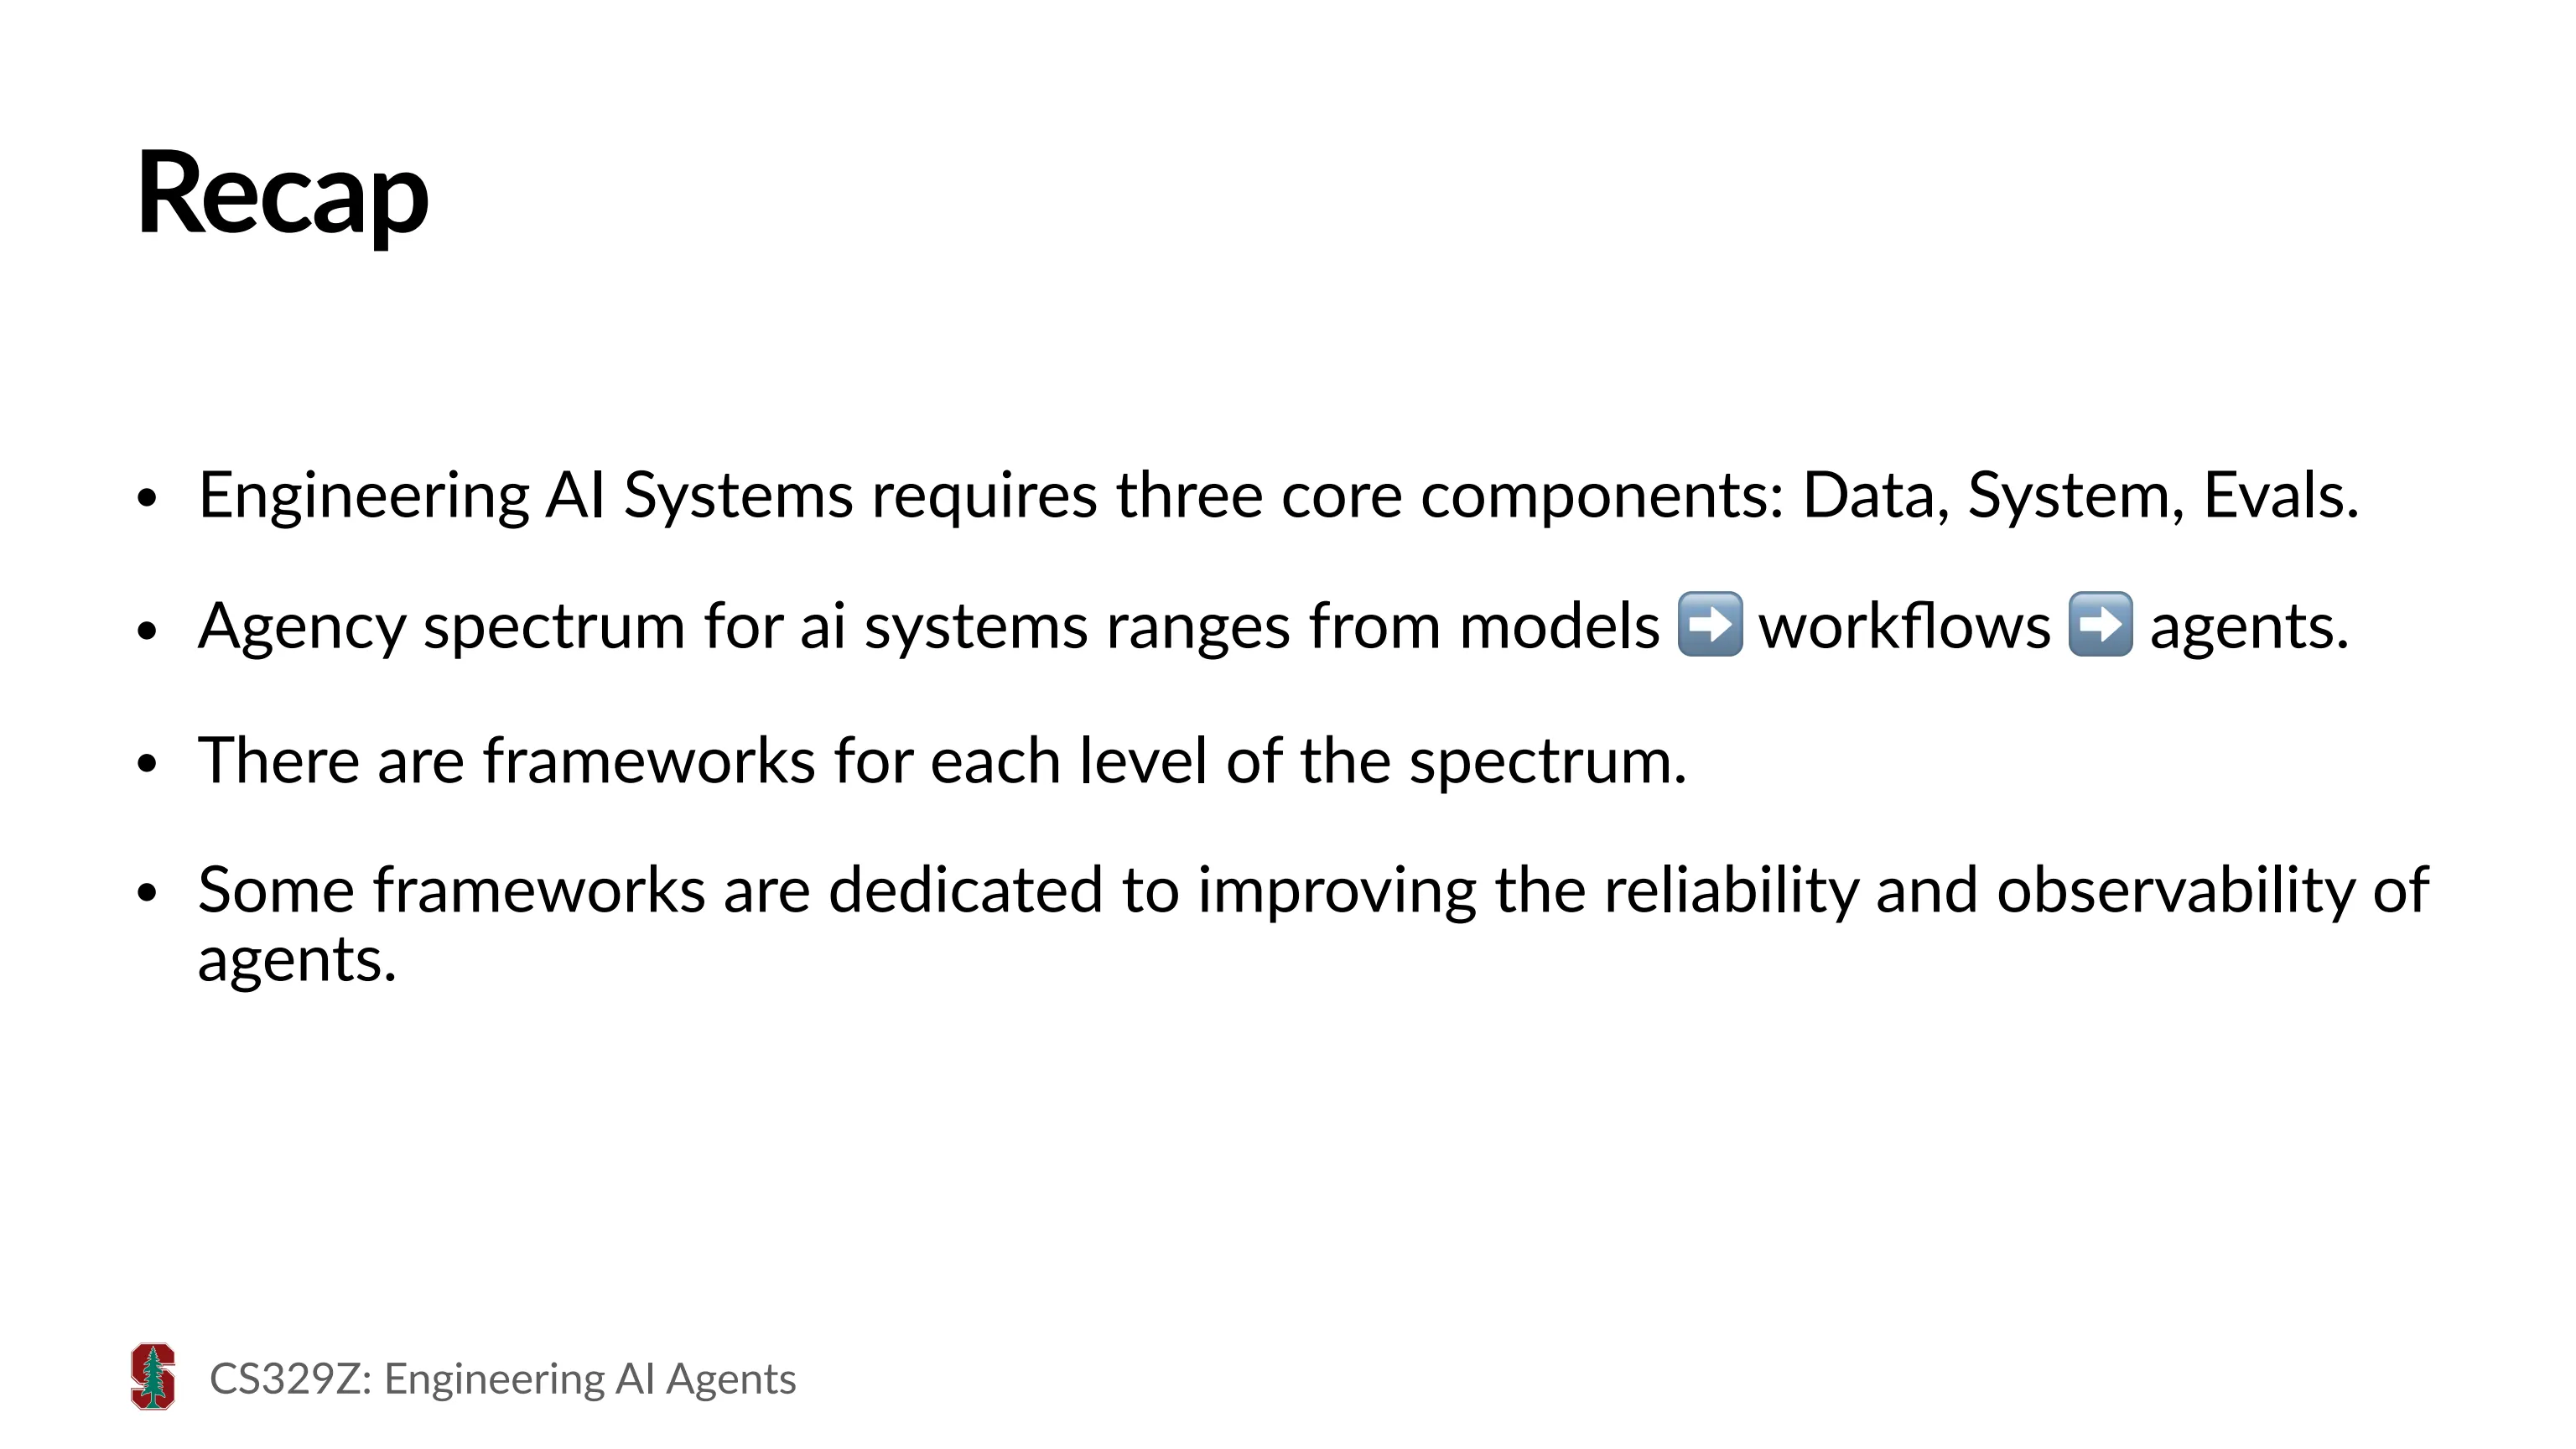 Recap
• Engineering AI Systems requires three core components: Data, System, Evals.
• Agency spectrum for ai systems ranges from models ➡️ workflows ➡️ agents.
• There are frameworks for each level of the spectrum.
• Some frameworks are dedicated to improving the reliability and observability of
agents.
CS329Z: Engineering AI Agents